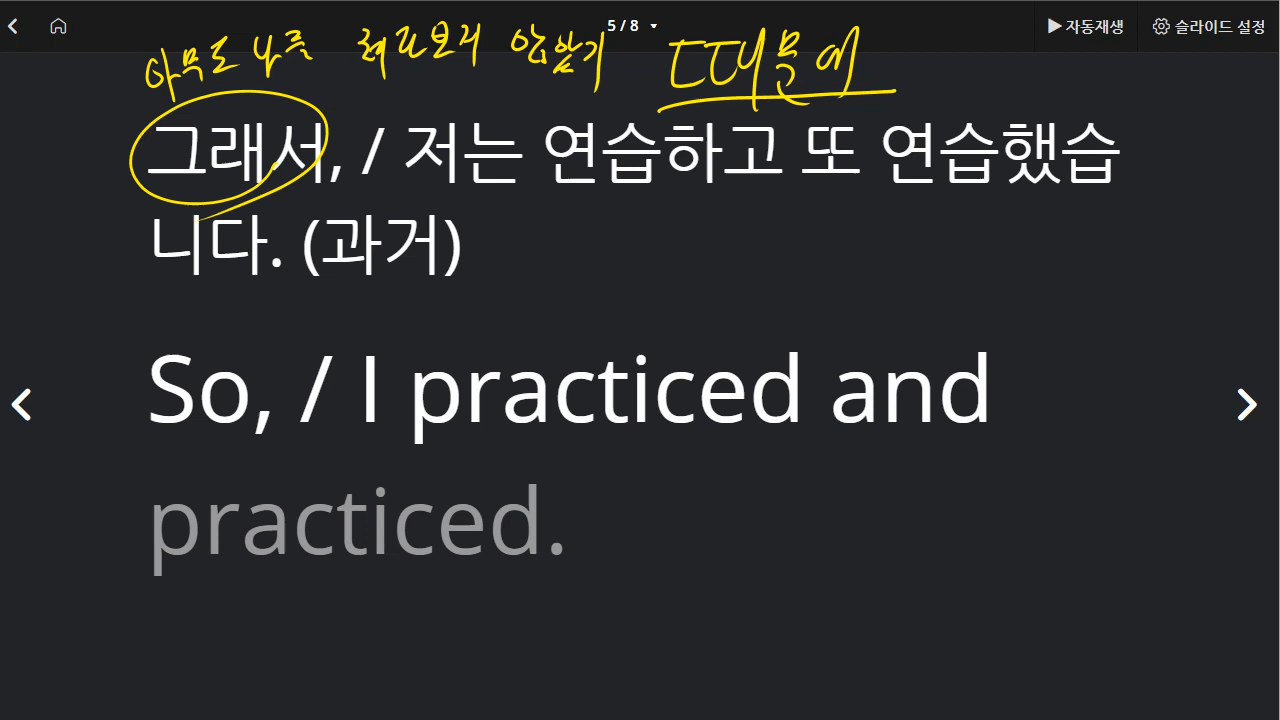 5 / 8
자동재생
슬라이드 설정
아무도 나를 쳐다보지 않았기 때문에
그래서, / 저는 연습하고 또 연습했습
니다. (과거)
So, / I practiced and
practiced.